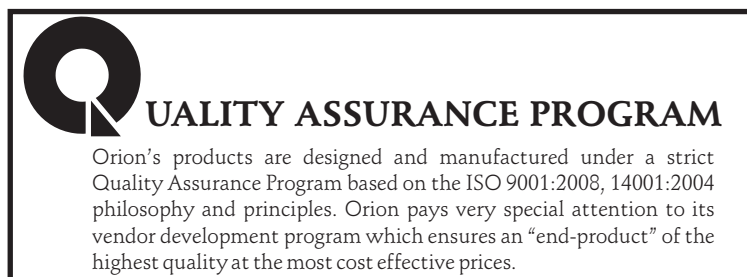 QUALITY ASSURANCE PROGRAM
Orion's products are designed and manufactured under a strict
Quality Assurance Program based on the ISO 9001:2008, 14001:2004
philosophy and principles. Orion pays very special attention to its
vendor development program which ensures an “end-product” of the
highest quality at the most cost effective prices.